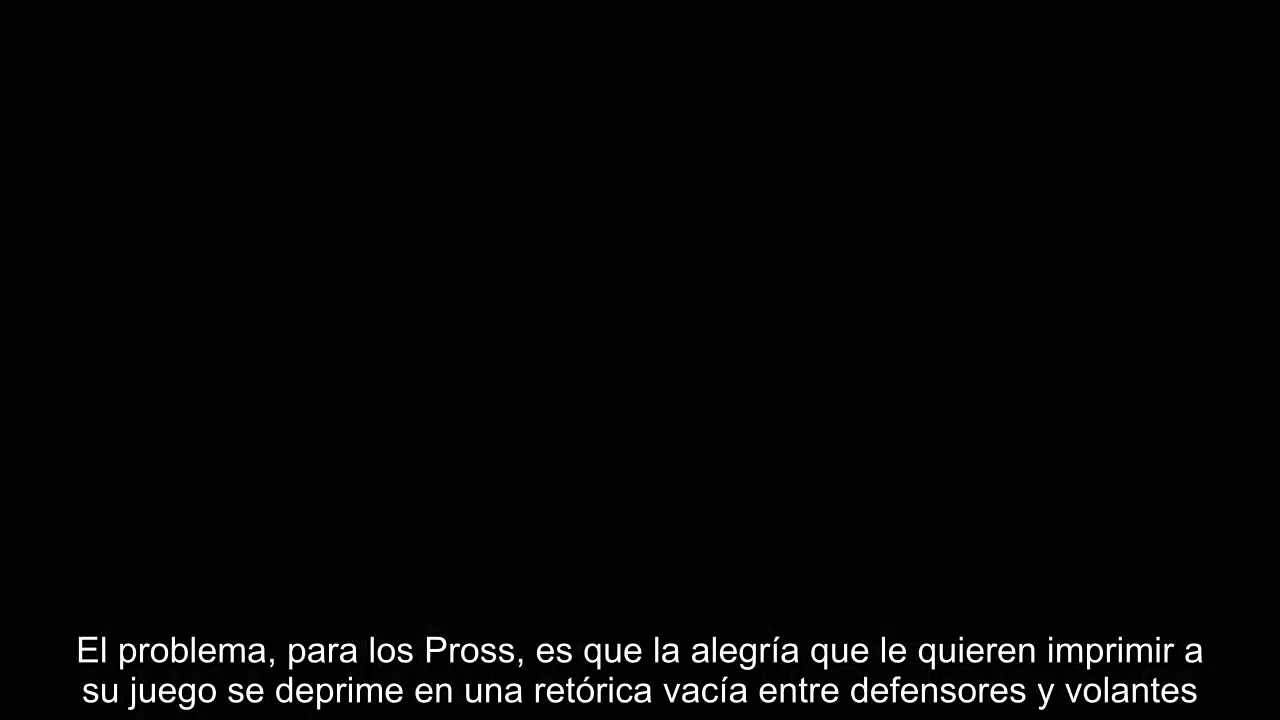 El problema, para los Pross, es que la alegría que le quieren imprimir a
su juego se deprime en una retórica vacía entre defensores y volantes